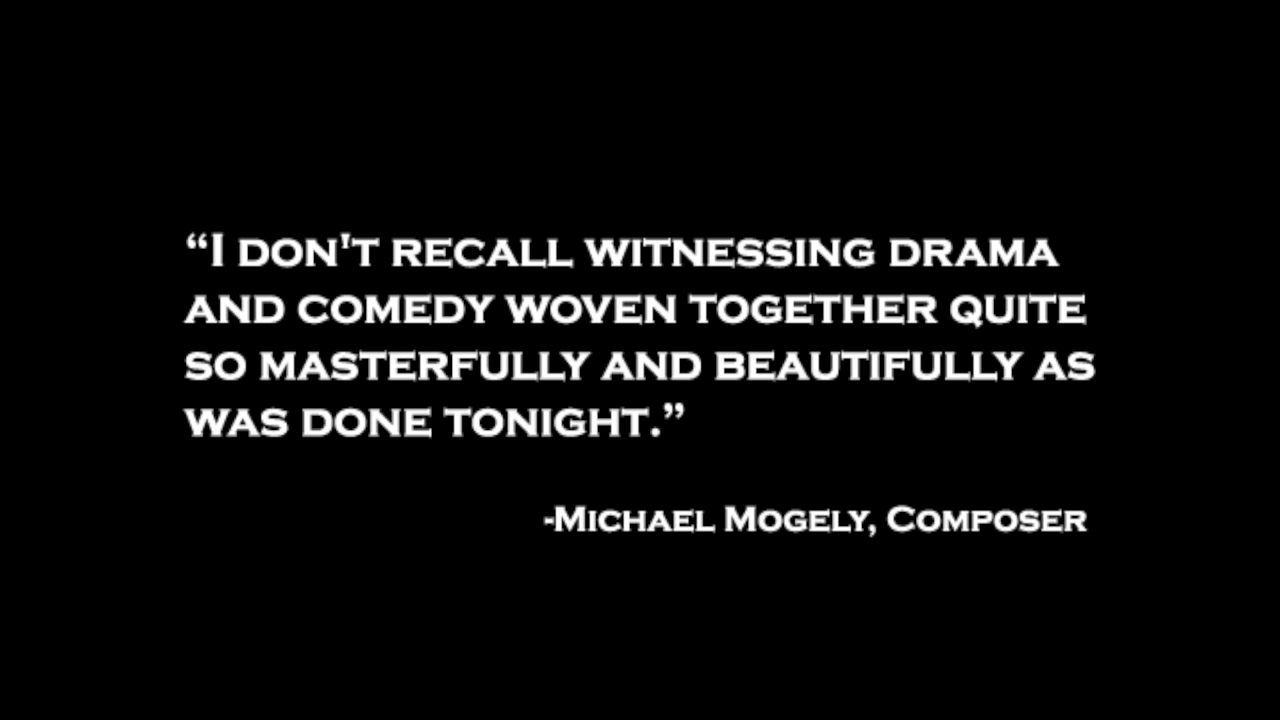 “I don't recall witnessing drama
and comedy woven together quite
so masterfully and beautifully as
was done tonight.”
-Michael Mogely, Composer